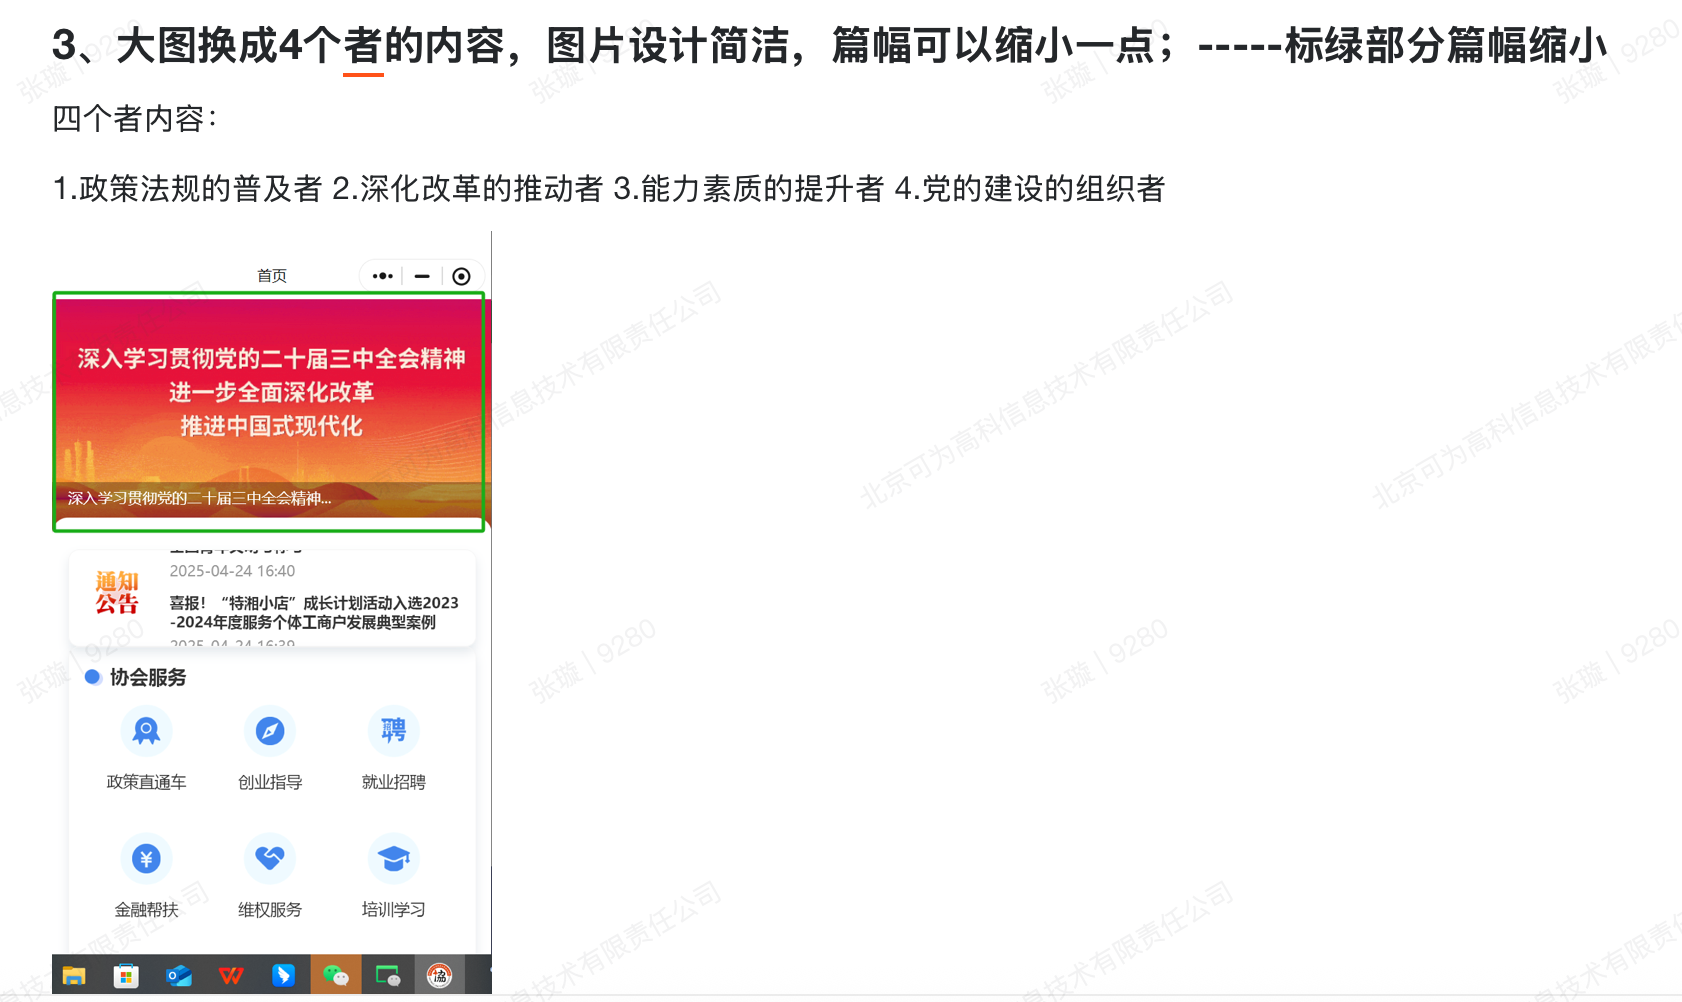 3、大图换成4个者的内容，图片设计简洁，篇幅可以缩小一点；-----标绿部分篇幅缩小
四个者内容：
1.政策法规的普及者 2.深化改革的推动者 3.能力素质的提升者 4.党的建设的组织者
首页
深入学习贯彻党的二十届三中全会精神
进一步全面深化改革
推进中国式现代化
深入学习贯彻党的二十届三中全会精神...
通知
公告
2025-04-24 16:40
喜报！“特湘小店”成长计划活动入选2023
-2024年度服务个体工商户发展典型案例
2025-04-24 16:39
协会服务
聘
政策直通车 创业指导 就业招聘
¥
金融帮扶 维权服务 培训学习
张璇 | 9280
北京可为高科信息技术有限责任公司